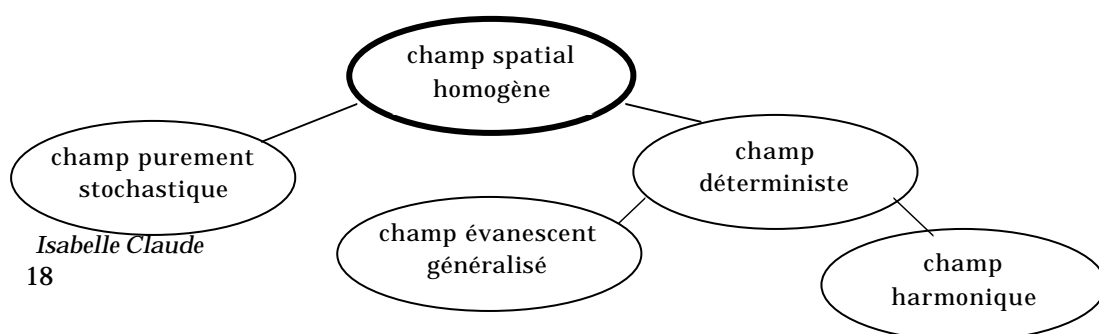 champ spatial
homogène
champ purement
stochastique
champ
déterministe
champ évanescent
généralisé
champ
harmonique
Isabelle Claude
18